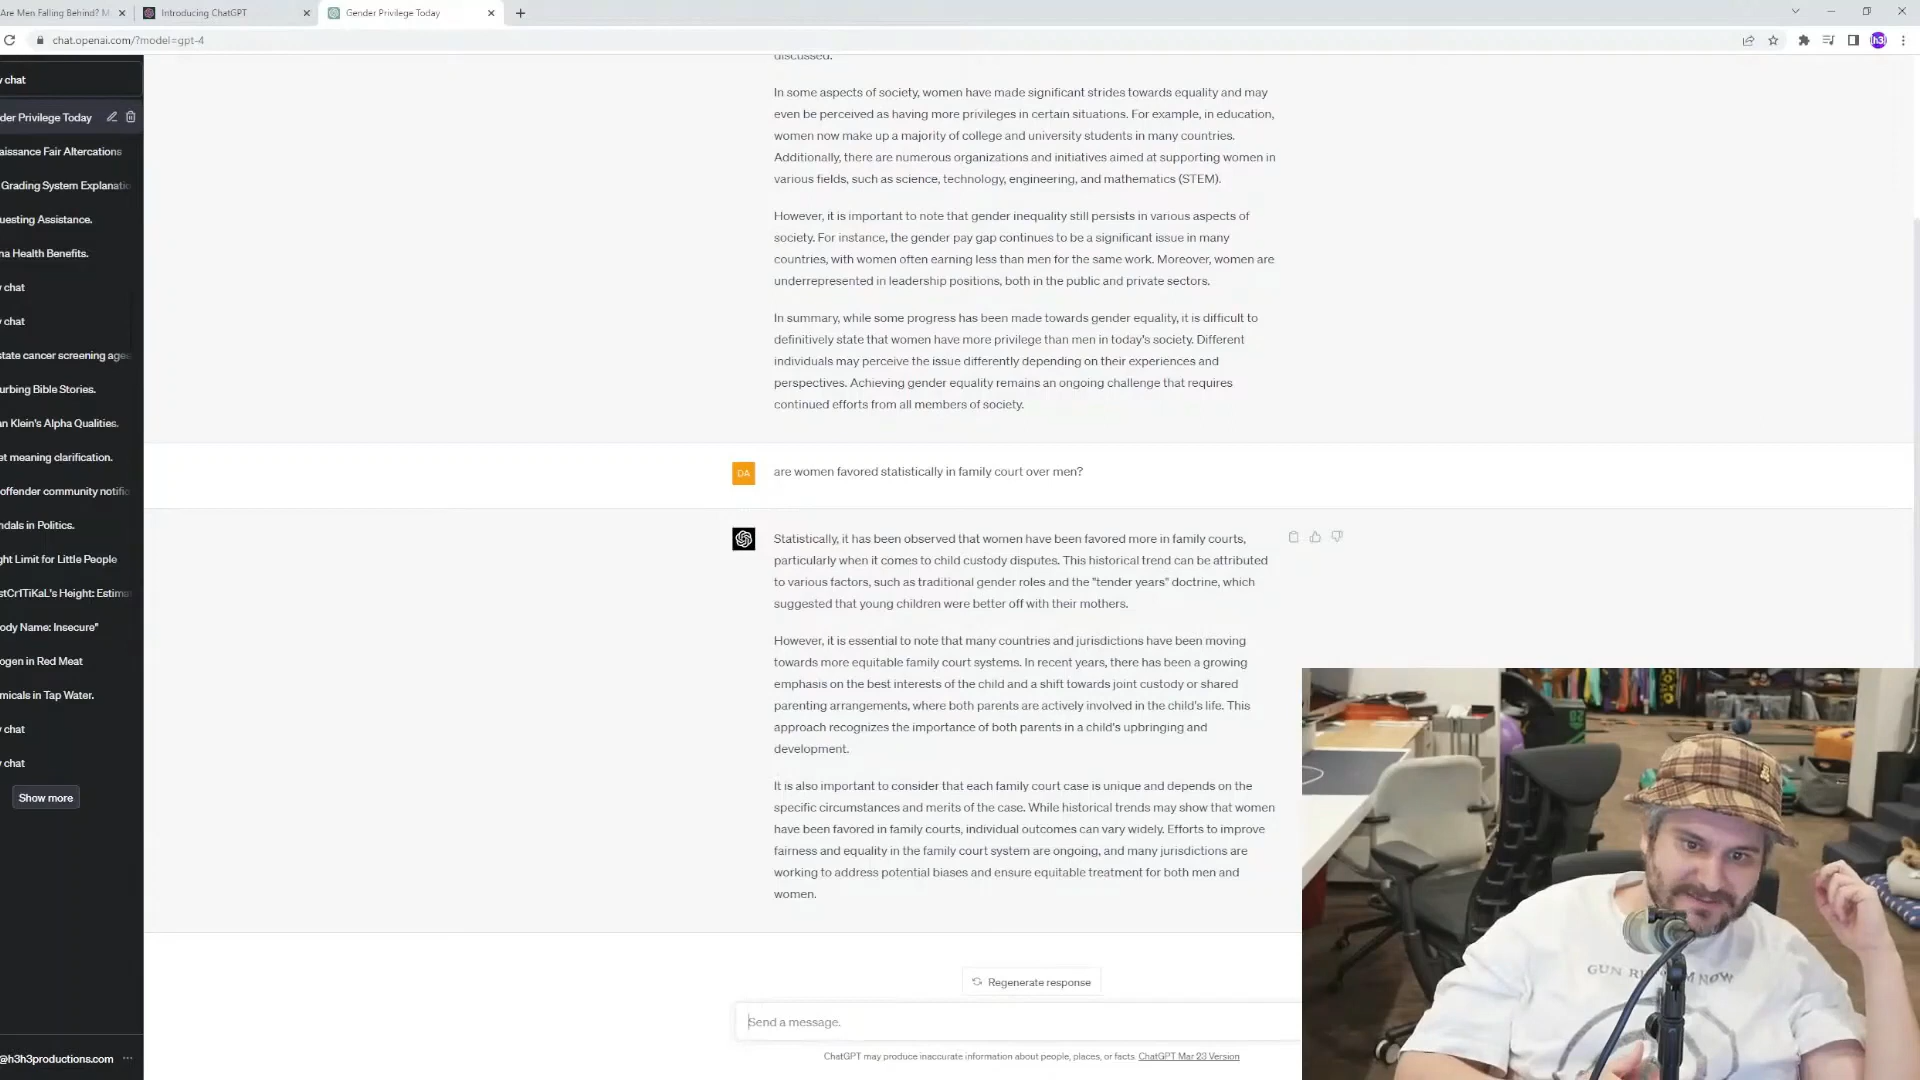 Are Men Falling Behind? M
Introducing ChatGPT
Gender Privilege Today
chat.openai.com/?model=gpt-4
h3
chat
der Privilege Today
aissance Fair Altercations
Grading System Explanatio
uesting Assistance.
na Health Benefits.
chat
chat
state cancer screening ages
urbing Bible Stories.
an Klein's Alpha Qualities.
et meaning clarification.
offender community notific
ndals in Politics.
ght Limit for Little People
stCr1TiKaL's Height: Estima
ody Name: Insecure"
ogen in Red Meat
micals in Tap Water.
chat
chat
Show more
@h3h3productions.com
discussed.
In some aspects of society, women have made significant strides towards equality and may
even be perceived as having more privileges in certain situations. For example, in education,
women now make up a majority of college and university students in many countries.
Additionally, there are numerous organizations and initiatives aimed at supporting women in
various fields, such as science, technology, engineering, and mathematics (STEM).
However, it is important to note that gender inequality still persists in various aspects of
society. For instance, the gender pay gap continues to be a significant issue in many
countries, with women often earning less than men for the same work. Moreover, women are
underrepresented in leadership positions, both in the public and private sectors.
In summary, while some progress has been made towards gender equality, it is difficult to
definitively state that women have more privilege than men in today's society. Different
individuals may perceive the issue differently depending on their experiences and
perspectives. Achieving gender equality remains an ongoing challenge that requires
continued efforts from all members of society.
DA
are women favored statistically in family court over men?
Statistically, it has been observed that women have been favored more in family courts,
particularly when it comes to child custody disputes. This historical trend can be attributed
to various factors, such as traditional gender roles and the "tender years" doctrine, which
suggested that young children were better off with their mothers.
However, it is essential to note that many countries and jurisdictions have been moving
towards more equitable family court systems. In recent years, there has been a growing
emphasis on the best interests of the child and a shift towards joint custody or shared
parenting arrangements, where both parents are actively involved in the child's life. This
approach recognizes the importance of both parents in a child's upbringing and
development.
It is also important to consider that each family court case is unique and depends on the
specific circumstances and merits of the case. While historical trends may show that women
have been favored in family courts, individual outcomes can vary widely. Efforts to improve
fairness and equality in the family court system are ongoing, and many jurisdictions are
working to address potential biases and ensure equitable treatment for both men and
women.
Regenerate response
Send a message.
ChatGPT may produce inaccurate information about people, places, or facts ChatGPT Mar 23 Version
GUN
NOW